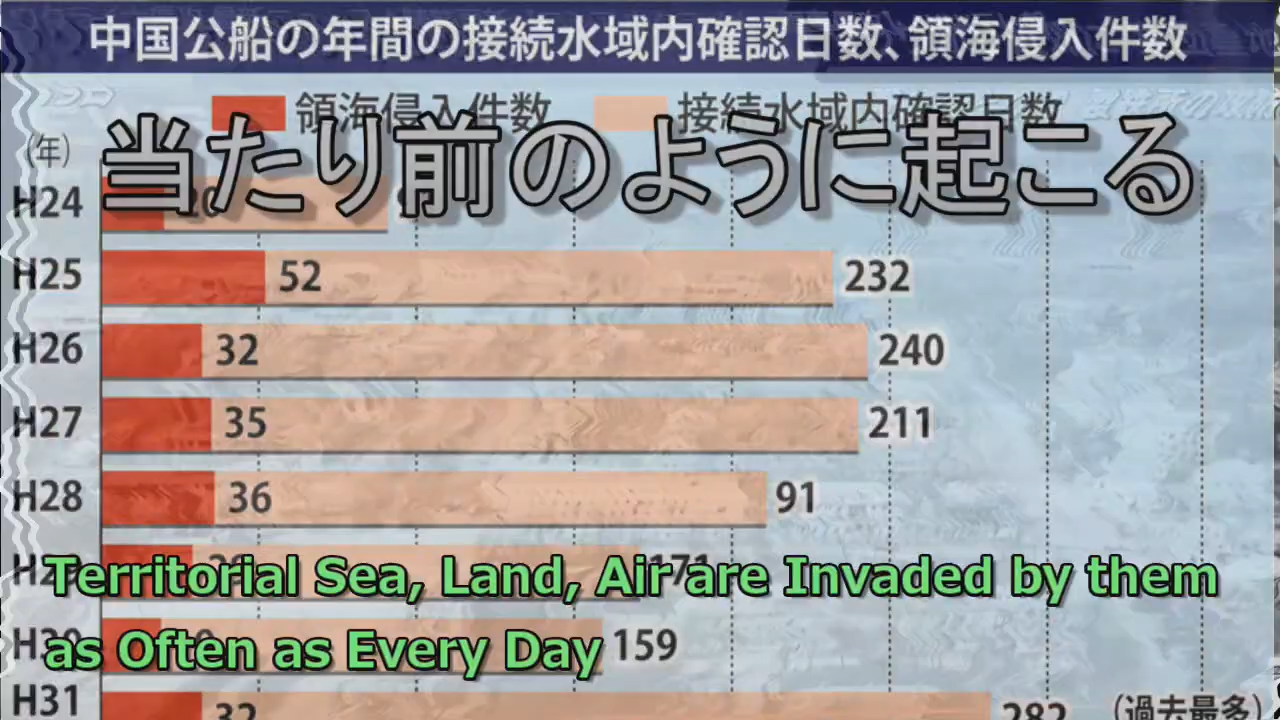 中国公船の年間の接続水域内確認日数、領海侵入件数
領海侵入件数 接続水域内確認日数
(年)
当たり前のように起こる
H24 20
H25 52 232
H26 32 240
H27 35 211
H28 36 91
171
Territorial Sea, Land, Air are Invaded by them
as Often as Every Day
H30 159
H31 32 282 (過去最多)